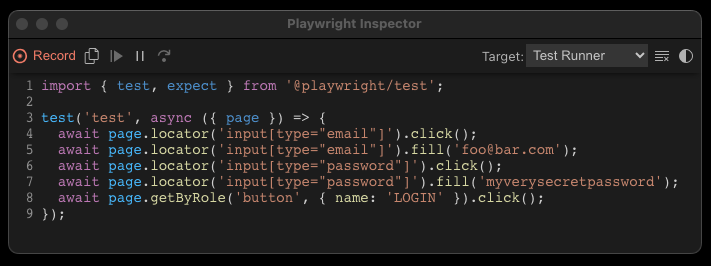 Playwright Inspector
Record Target: Test Runner
1 import { test, expect } from '@playwright/test';
2
3 test('test', async ({ page }) => {
4   await page.locator('input[type="email"]').click();
5   await page.locator('input[type="email"]').fill('foo@bar.com');
6   await page.locator('input[type="password"]').click();
7   await page.locator('input[type="password"]').fill('myverysecretpassword');
8   await page.getByRole('button', { name: 'LOGIN' }).click();
9 });